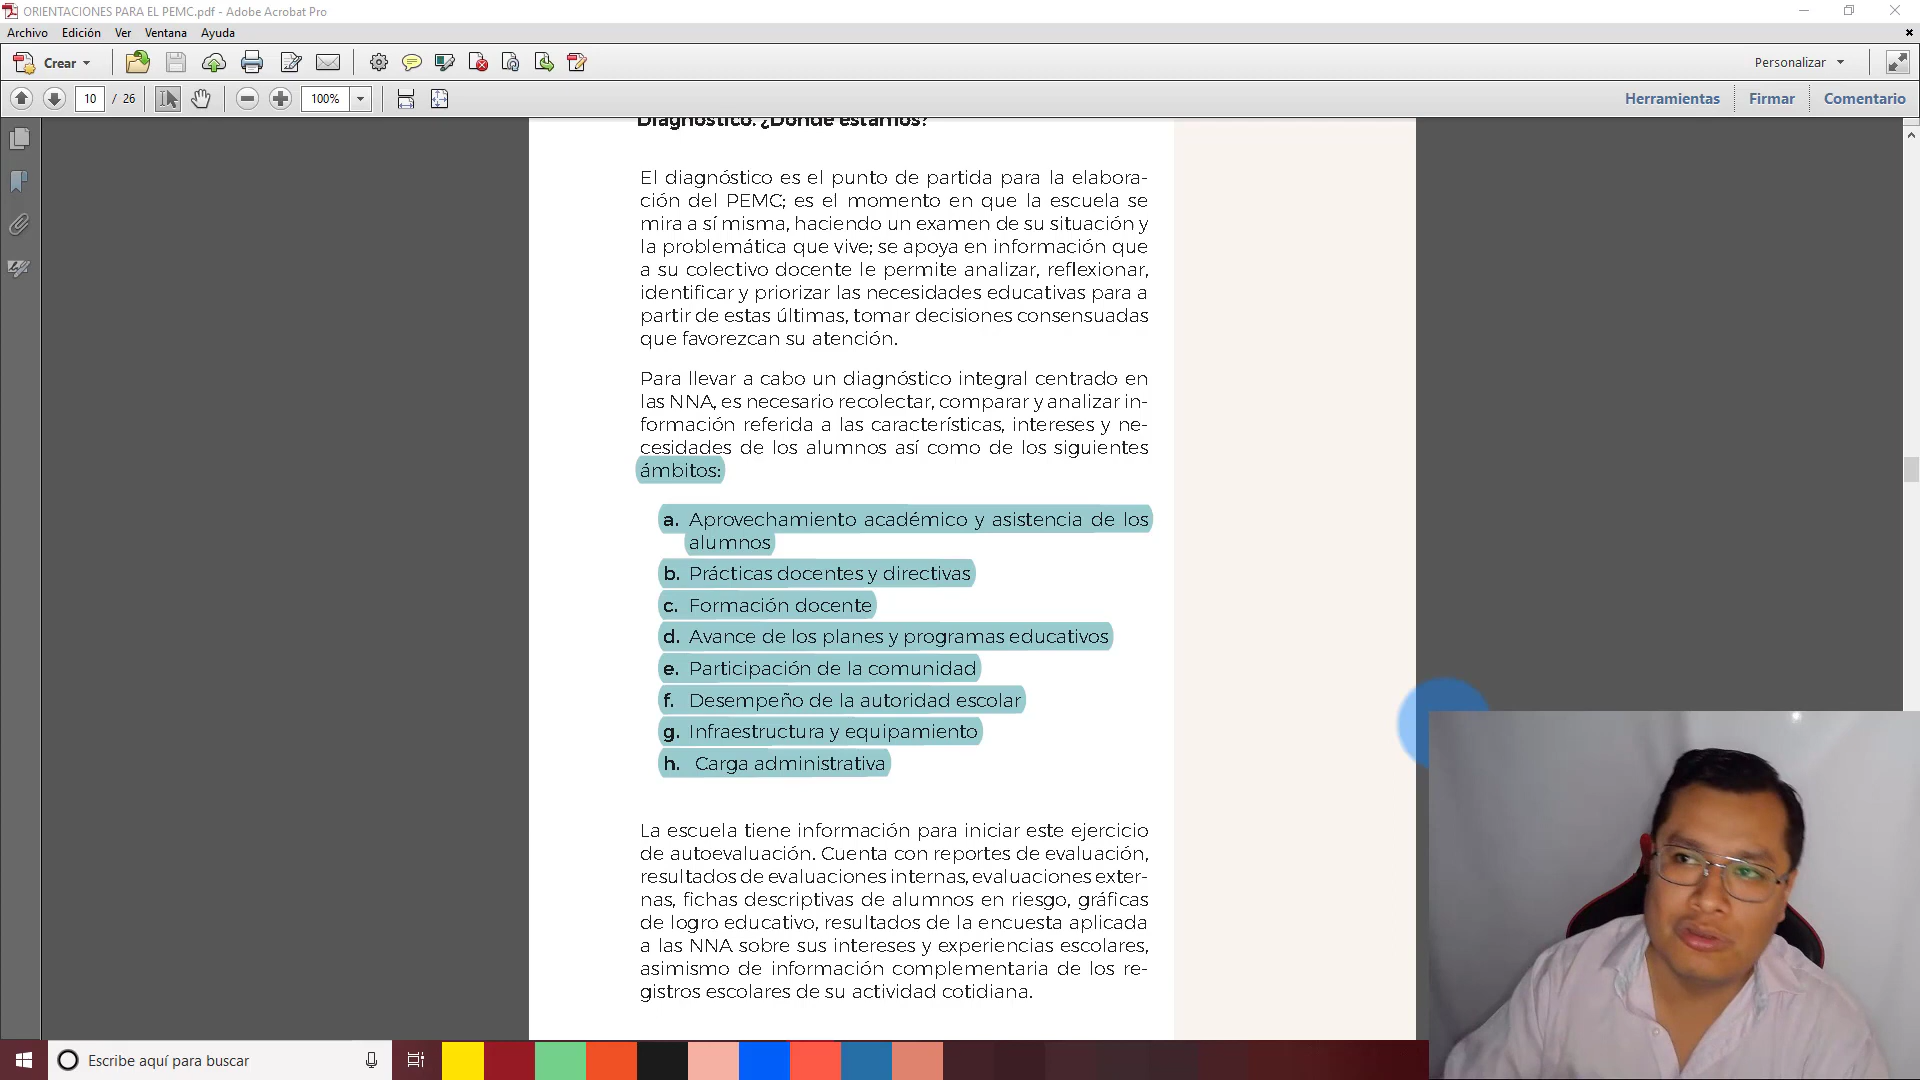 ORIENTACIONES PARA EL PEMC.pdf - Adobe Acrobat Pro
Archivo Edición Ver Ventana Ayuda
Crear
Personalizar
10 / 26
100%
Herramientas Firmar Comentario
Diagnóstico. ¿Dónde estamos?
El diagnóstico es el punto de partida para la elabora-
ción del PEMC; es el momento en que la escuela se
mira a sí misma, haciendo un examen de su situación y
la problemática que vive; se apoya en información que
a su colectivo docente le permite analizar, reflexionar,
identificar y priorizar las necesidades educativas para a
partir de estas últimas, tomar decisiones consensuadas
que favorezcan su atención.
Para llevar a cabo un diagnóstico integral centrado en
las NNA, es necesario recolectar, comparar y analizar in-
formación referida a las características, intereses y ne-
cesidades de los alumnos así como de los siguientes
ámbitos:
a. Aprovechamiento académico y asistencia de los
alumnos
b. Prácticas docentes y directivas
c. Formación docente
d. Avance de los planes y programas educativos
e. Participación de la comunidad
f. Desempeño de la autoridad escolar
g. Infraestructura y equipamiento
h. Carga administrativa
La escuela tiene información para iniciar este ejercicio
de autoevaluación. Cuenta con reportes de evaluación,
resultados de evaluaciones internas, evaluaciones exter-
nas, fichas descriptivas de alumnos en riesgo, gráficas
de logro educativo, resultados de la encuesta aplicada
a las NNA sobre sus intereses y experiencias escolares,
asimismo de información complementaria de los re-
gistros escolares de su actividad cotidiana.
Escribe aquí para buscar